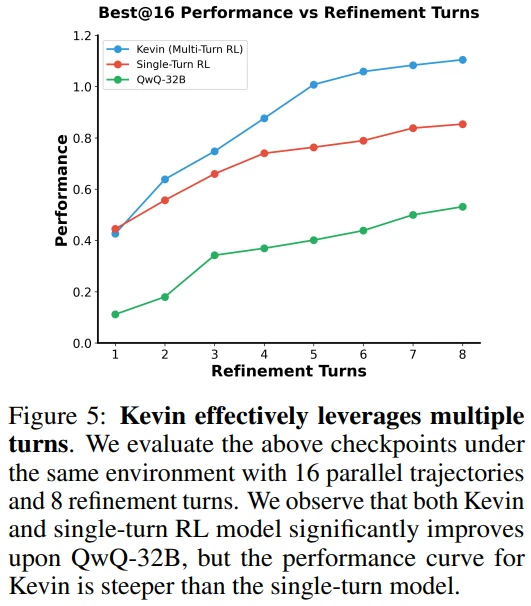 Best@16 Performance vs Refinement Turns
1.2
1.0
0.8
0.6
0.4
0.2
0.0
Performance
Kevin (Multi-Turn RL)
Single-Turn RL
QwQ-32B
1 2 3 4 5 6 7 8
Refinement Turns
Figure 5: Kevin effectively leverages multiple
turns. We evaluate the above checkpoints under
the same environment with 16 parallel trajectories
and 8 refinement turns. We observe that both Kevin
and single-turn RL model significantly improves
upon QwQ-32B, but the performance curve for
Kevin is steeper than the single-turn model.